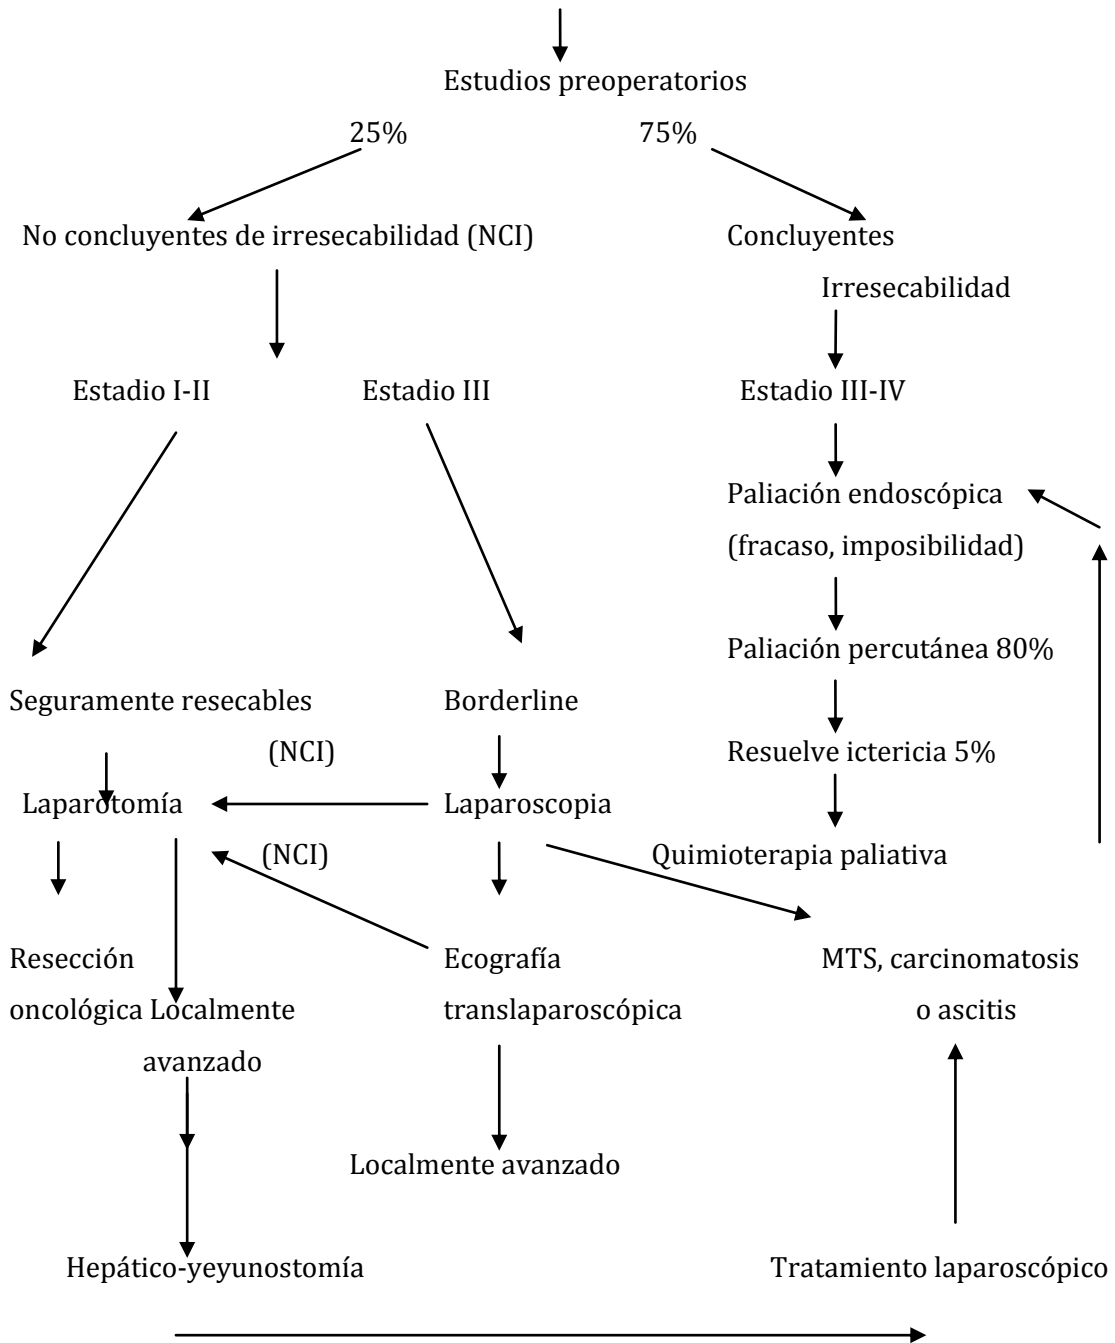 Estudios preoperatorios
25% 75%
No concluyentes de irresecabilidad (NCI) Concluyentes
Irresecabilidad
Estadio I-II Estadio III Estadio III-IV
Paliación endoscópica
(fracaso, imposibilidad)
Paliación percutánea 80%
Seguramente resecables Borderline
(NCI) Resuelve ictericia 5%
Laparotomía Laparoscopia
(NCI) Quimioterapia paliativa
Resección Ecografía MTS, carcinomatosis
oncológica Localmente translaparoscópica o ascitis
avanzado
Localmente avanzado
Hepático-yeyunostomía Tratamiento laparoscópico